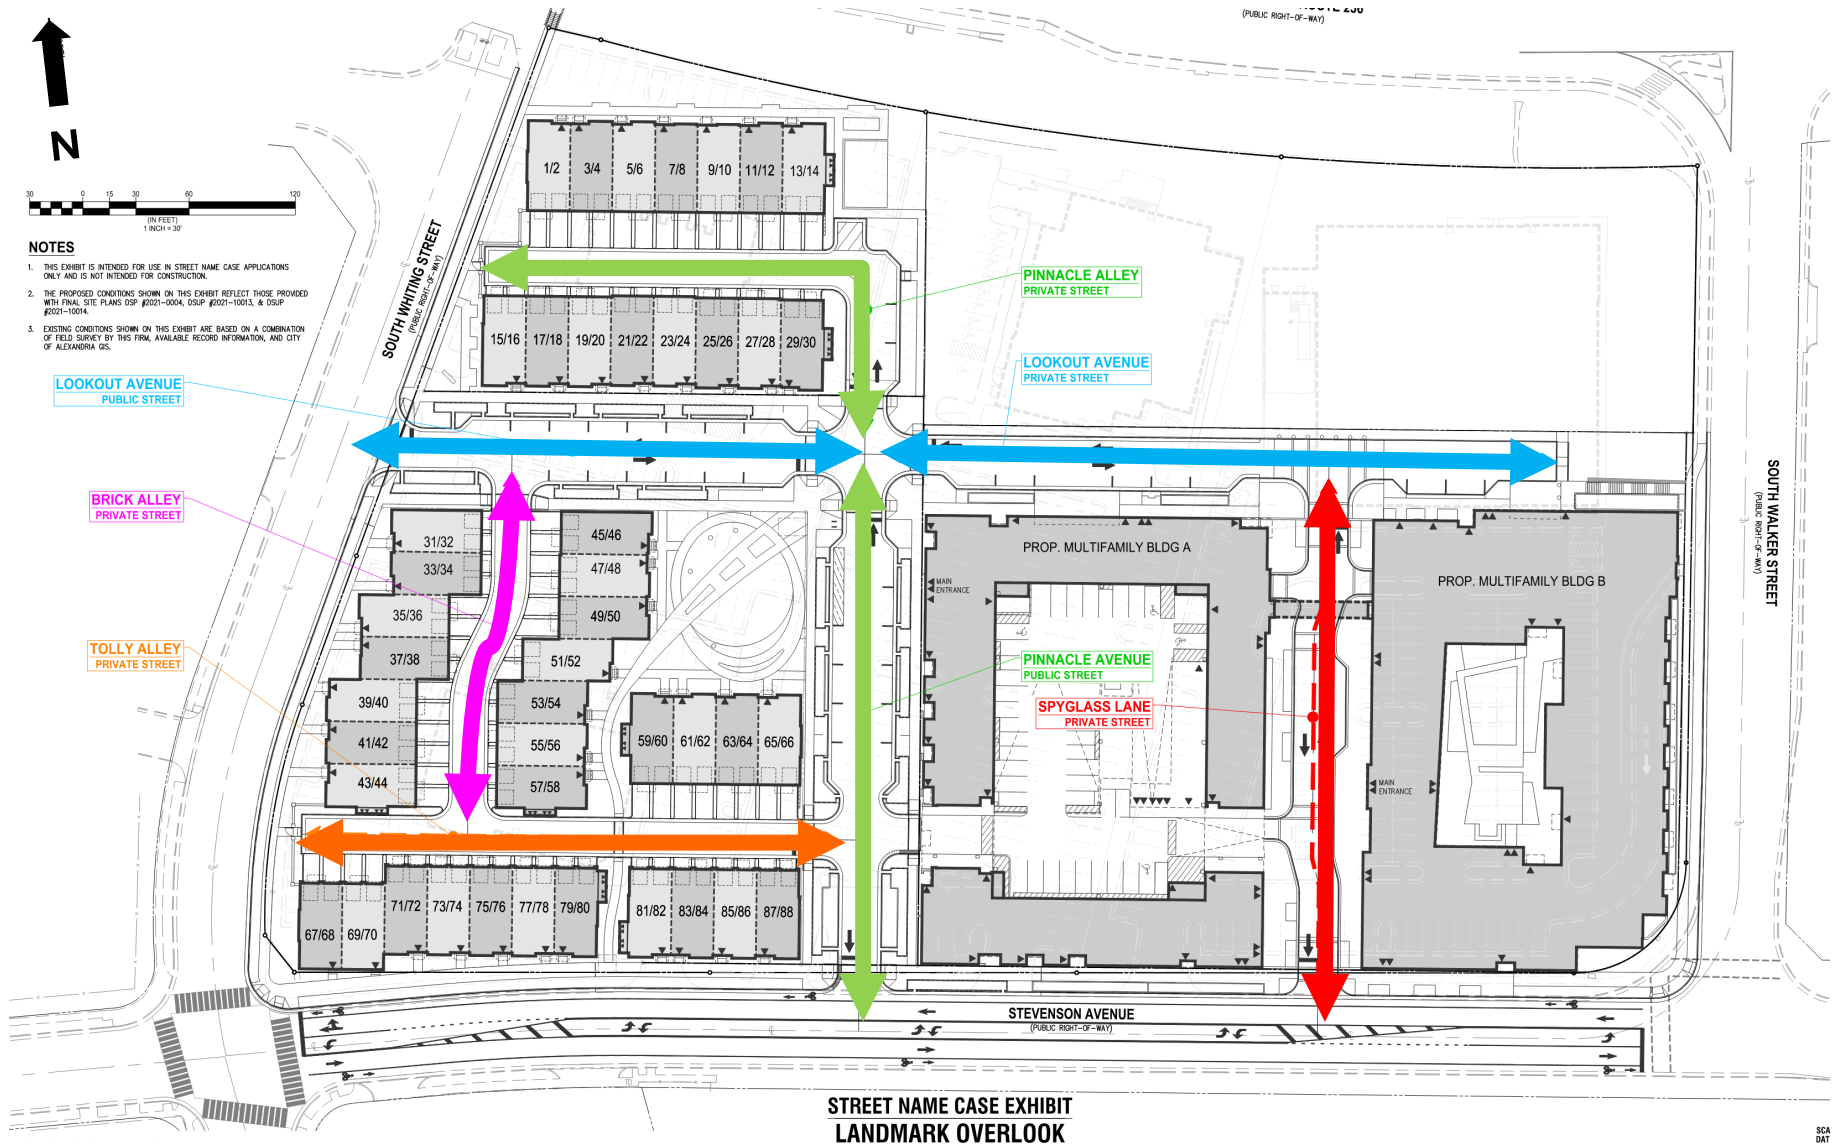 (PUBLIC RIGHT-OF-WAY)
N
30 0 15 30 60 120
(IN FEET)
1 INCH = 30'
NOTES
1. THIS EXHIBIT IS INTENDED FOR USE IN STREET NAME CASE APPLICATIONS
ONLY AND IS NOT INTENDED FOR CONSTRUCTION.
2. THE PROPOSED CONDITIONS SHOWN ON THIS EXHIBIT REFLECT THOSE PROVIDED
WITH FINAL SITE PLANS DSP #2021-0004, DSUP #2021-10013, & DSUP
#2021-10014.
3. EXISTING CONDITIONS SHOWN ON THIS EXHIBIT ARE BASED ON A COMBINATION
OF FIELD SURVEY BY THIS FIRM, AVAILABLE RECORD INFORMATION, AND CITY
OF ALEXANDRIA GIS.
SOUTH WHITING STREET
(PUBLIC RIGHT-OF-WAY)
1/2 3/4 5/6 7/8 9/10 11/12 13/14
PINNACLE ALLEY
PRIVATE STREET
15/16 17/18 19/20 21/22 23/24 25/26 27/28 29/30
LOOKOUT AVENUE
PUBLIC STREET
LOOKOUT AVENUE
PRIVATE STREET
BRICK ALLEY
PRIVATE STREET
SOUTH WALKER STREET
(PUBLIC RIGHT-OF-WAY)
31/32
33/34
35/36
37/38
39/40
41/42
43/44
45/46
47/48
49/50
51/52
53/54
55/56
57/58
PROP. MULTIFAMILY BLDG A
MAIN
ENTRANCE
PROP. MULTIFAMILY BLDG B
MAIN
ENTRANCE
TOLLY ALLEY
PRIVATE STREET
PINNACLE AVENUE
PUBLIC STREET
SPYGLASS LANE
PRIVATE STREET
59/60 61/62 63/64 65/66
67/68 69/70 71/72 73/74 75/76 77/78 79/80
81/82 83/84 85/86 87/88
STEVENSON AVENUE
(PUBLIC RIGHT-OF-WAY)
STREET NAME CASE EXHIBIT
LANDMARK OVERLOOK
SCA
DAT